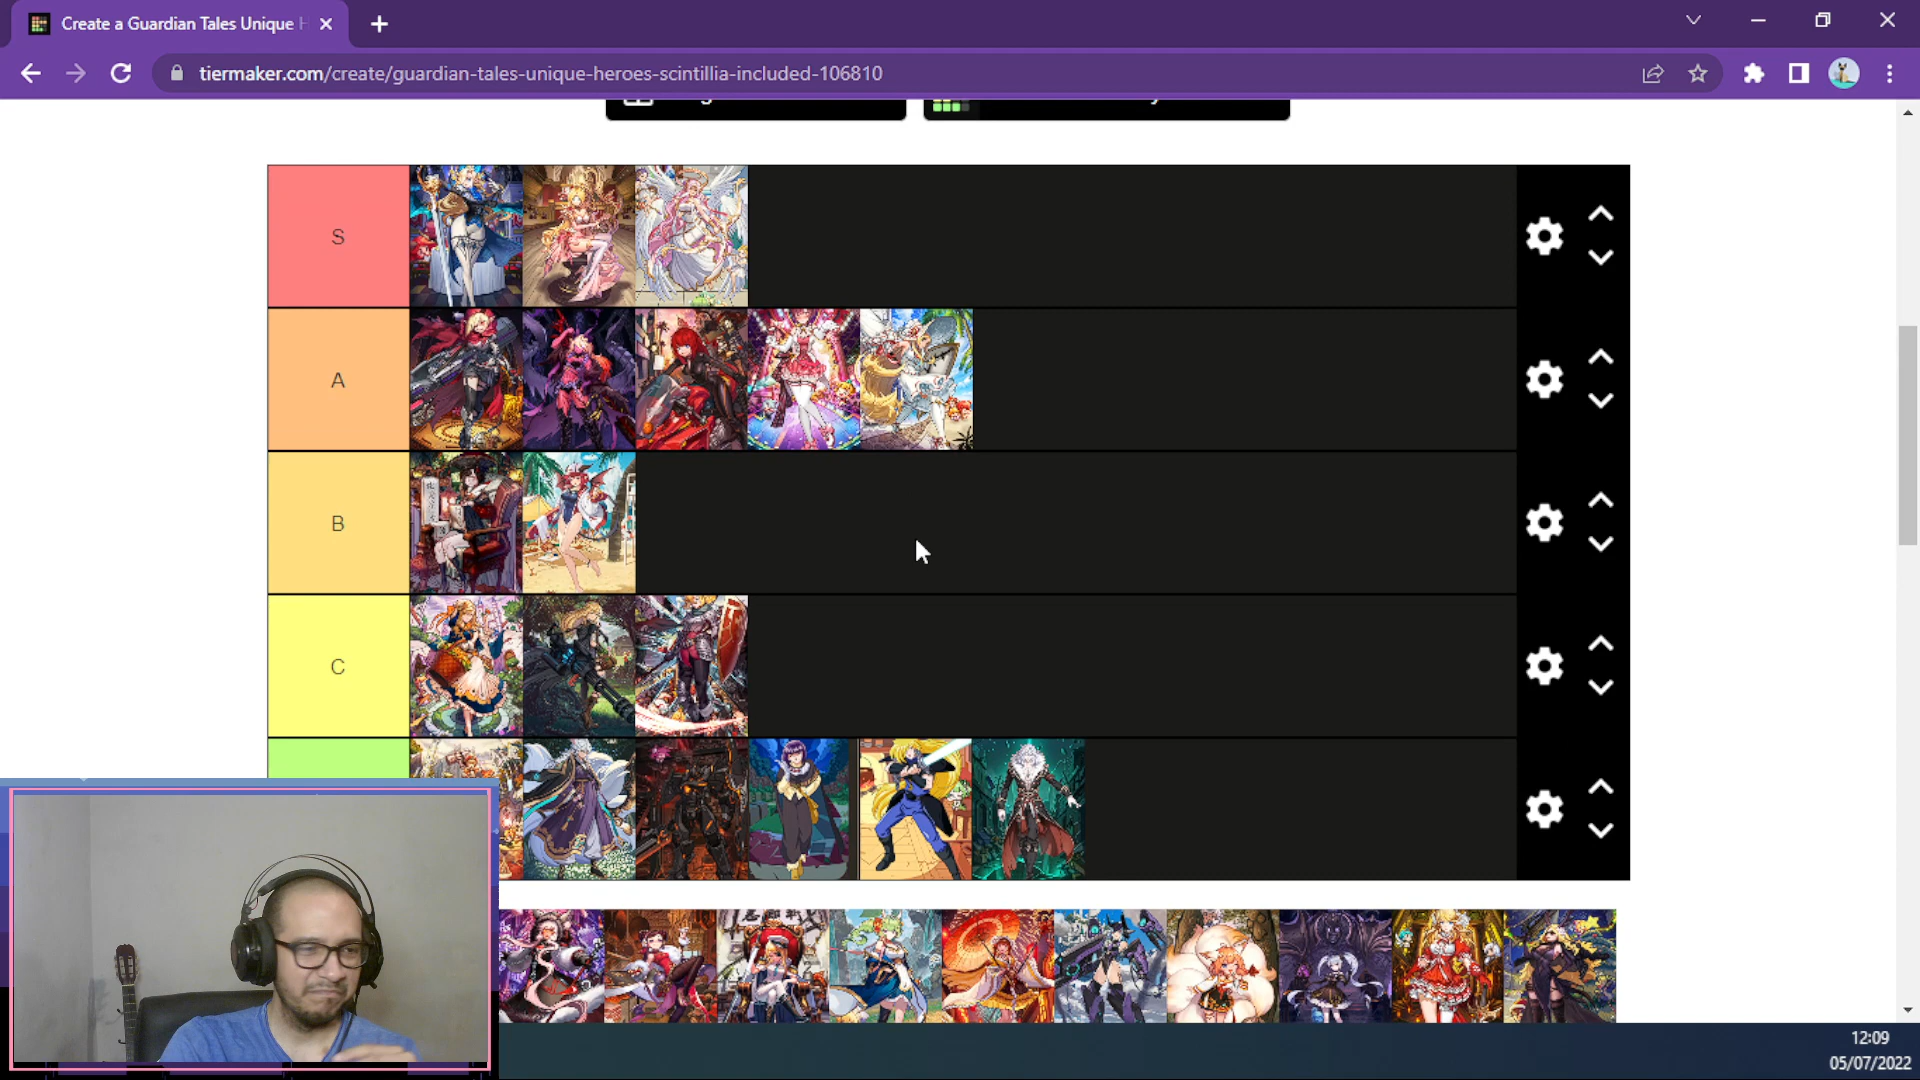 Create a Guardian Tales Unique H
tiermaker.com/create/guardian-tales-unique-heroes-scintillia-included-106810
S
A
B
C
12:09
05/07/2022